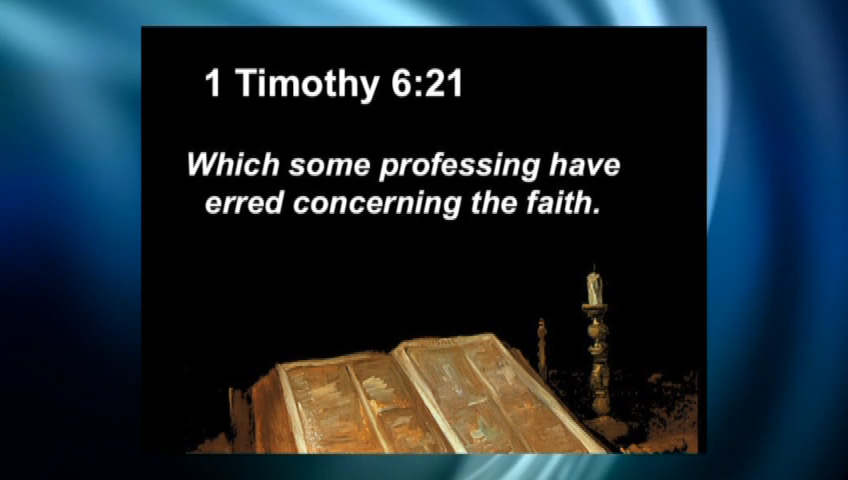 1 Timothy 6:21
Which some professing have
erred concerning the faith.